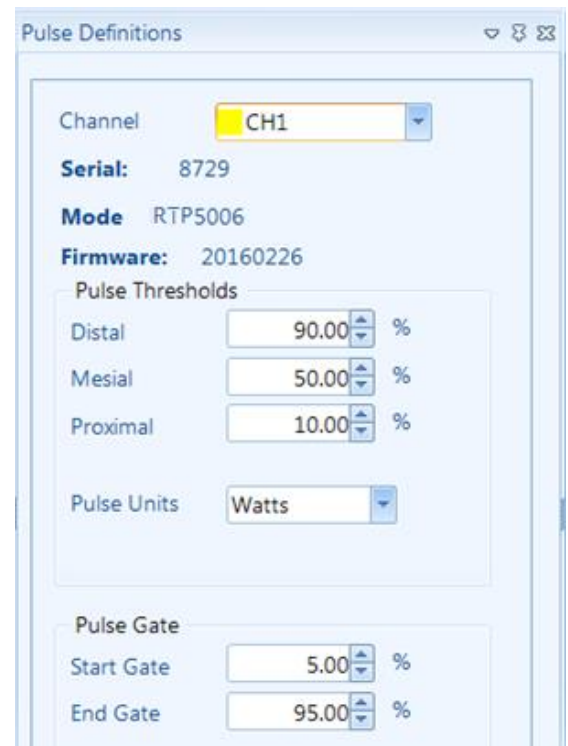 Pulse Definitions
Channel CH1
Serial: 8729
Mode RTP5006
Firmware: 20160226
Pulse Thresholds
Distal 90.00 %
Mesial 50.00 %
Proximal 10.00 %
Pulse Units Watts
Pulse Gate
Start Gate 5.00 %
End Gate 95.00 %